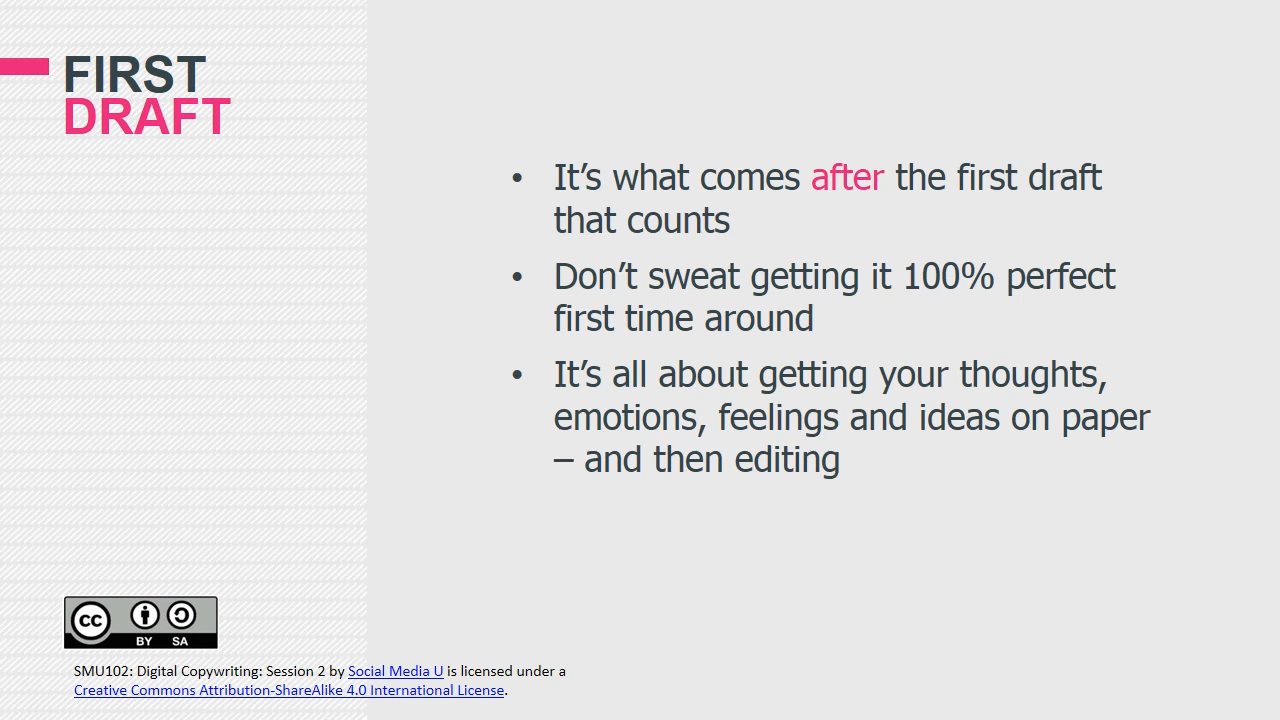 FIRST
DRAFT
• It’s what comes after the first draft
that counts
• Don’t sweat getting it 100% perfect
first time around
• It’s all about getting your thoughts,
emotions, feelings and ideas on paper
– and then editing
CC
BY SA
SMU102: Digital Copywriting: Session 2 by Social Media U is licensed under a
Creative Commons Attribution-ShareAlike 4.0 International License.